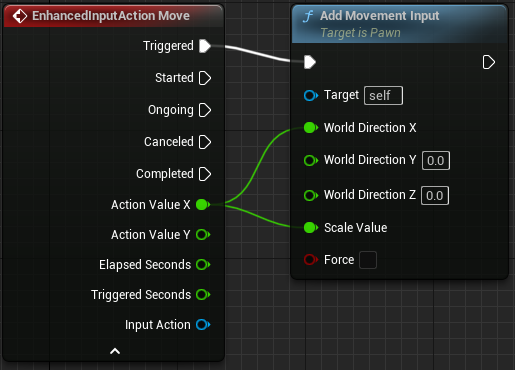 EnhancedInputAction Move
Triggered
Started
Ongoing
Canceled
Completed
Action Value X
Action Value Y
Elapsed Seconds
Triggered Seconds
Input Action
Add Movement Input
Target is Pawn
Target self
World Direction X
World Direction Y 0.0
World Direction Z 0.0
Scale Value
Force